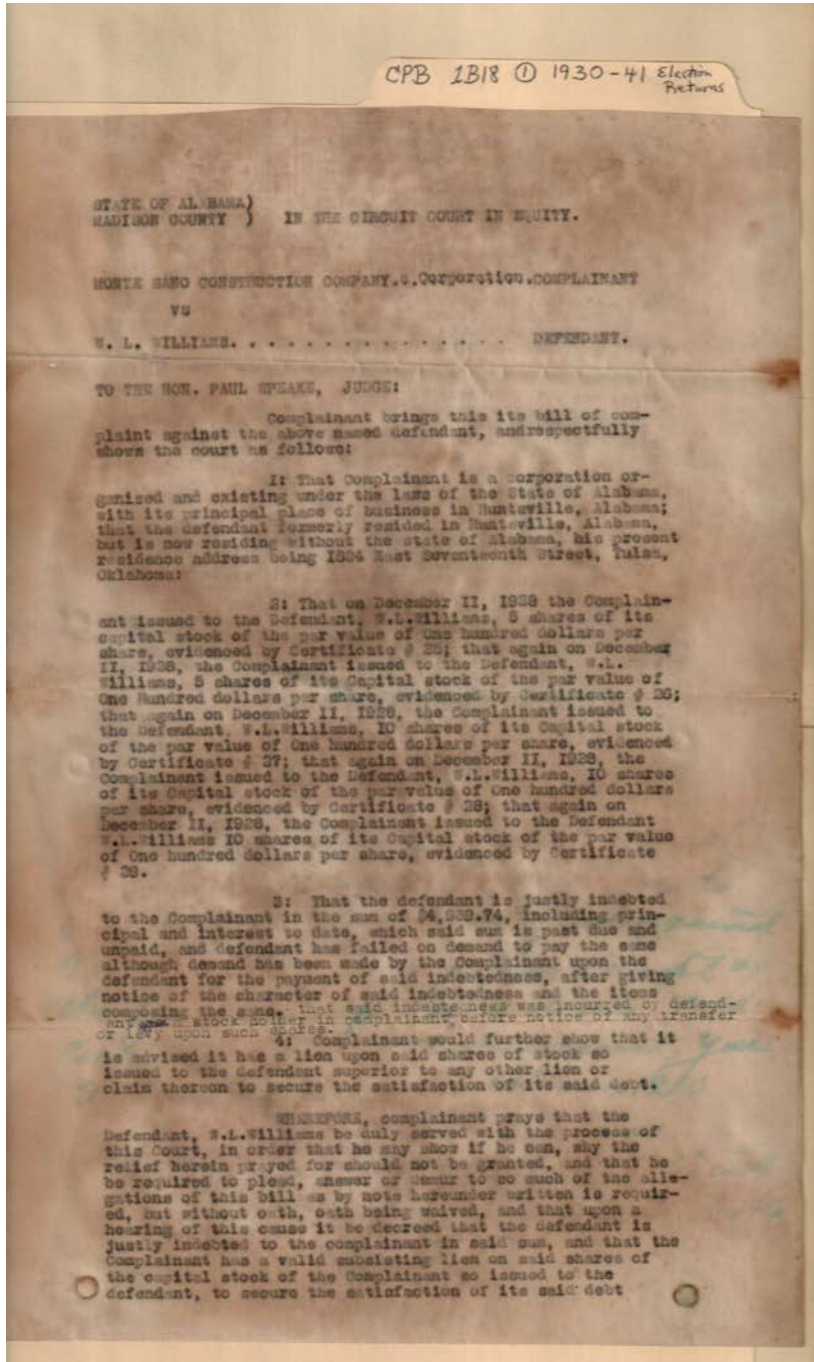 CPB 1B18 ① 1930-41 Election
Returns
STATE OF ALABAMA)
MADISON COUNTY ) IN THE CIRCUIT COURT IN EQUITY.
MONTE SANO CONSTRUCTION COMPANY.a.Corporation.COMPLAINANT
VS
W. L. WILLIAMS. . . . . . . . . . . . . . . . DEFENDANT.
TO THE HON. PAUL SPEAKE, JUDGE:
Complainant brings this its bill of com-
plaint against the above named defendant, andrespectfully
shows the court as follows:
1: That Complainant is a corporation or-
ganized and existing under the laws of the State of Alabama,
with its principal place of business in Huntsville, Alabama;
that the defendant formerly resided in Huntsville, Alabama,
but is now residing without the state of Alabama, his present
residence address being East Seventeenth Street, Tulsa,
Oklahoma:
2: That on December II, I928 the Complain-
ant issued to the Defendant, W.L.Williams, 5 shares of its
capital stock of the par value of One hundred dollars per
share, evidenced by Certificate # ; that again on December
II, I928, the Complainant issued to the Defendant, W.L.
Williams, 5 shares of its Capital stock of the par value of
One Hundred dollars per share, evidenced by Certificate # ;
that again on December II, I928, the Complainant issued to
the Defendant, W.L.Williams, IO shares of its Capital stock
of the par value of One hundred dollars per share, evidenced
by Certificate # ; that again on December II, I928, the
Complainant issued to the Defendant, W.L.Williams, IO shares
of its Capital stock of the par value of One hundred dollars
per share, evidenced by Certificate # ; that again on
December II, I928, the Complainant issued to the Defendant
W.L.Williams IO shares of its Capital stock of the par value
of One hundred dollars per share, evidenced by Certificate
#
3: That the defendant is justly indebted
to the Complainant in the sum of including prin-
cipal and interest to date, which said sum is past due and
unpaid, and defendant has failed on demand to pay the same
although demand has been made by the Complainant upon the
defendant for the payment of said indebtedness, after giving
notice of the character of said indebtedness and the items
composing the same. that said indebtedness was incurred by defend-
ant stock holder in complainant before notice of any transfer
or levy upon such shares.
4: Complainant would further show that it
is advised it has a lien upon said shares of stock so
issued to the defendant superior to any other lien or
claim thereon to secure the satisfaction of its said debt.
WHEREFORE, complainant prays that the
Defendant, W.L.Williams be duly served with the process of
this Court, in order that he may show if he can, why the
relief herein prayed for should not be granted, and that he
be required to plead, answer or demur to so much of the alle-
gations of this bill as by note hereunder written is requir-
ed, but without oath, oath being waived, and that upon a
hearing of this cause it be decreed that the defendant is
justly indebted to the complainant in said sum, and that the
Complainant has a valid subsisting lien on said shares of
the capital stock of the Complainant so issued to the
defendant, to secure the satisfaction of its said debt